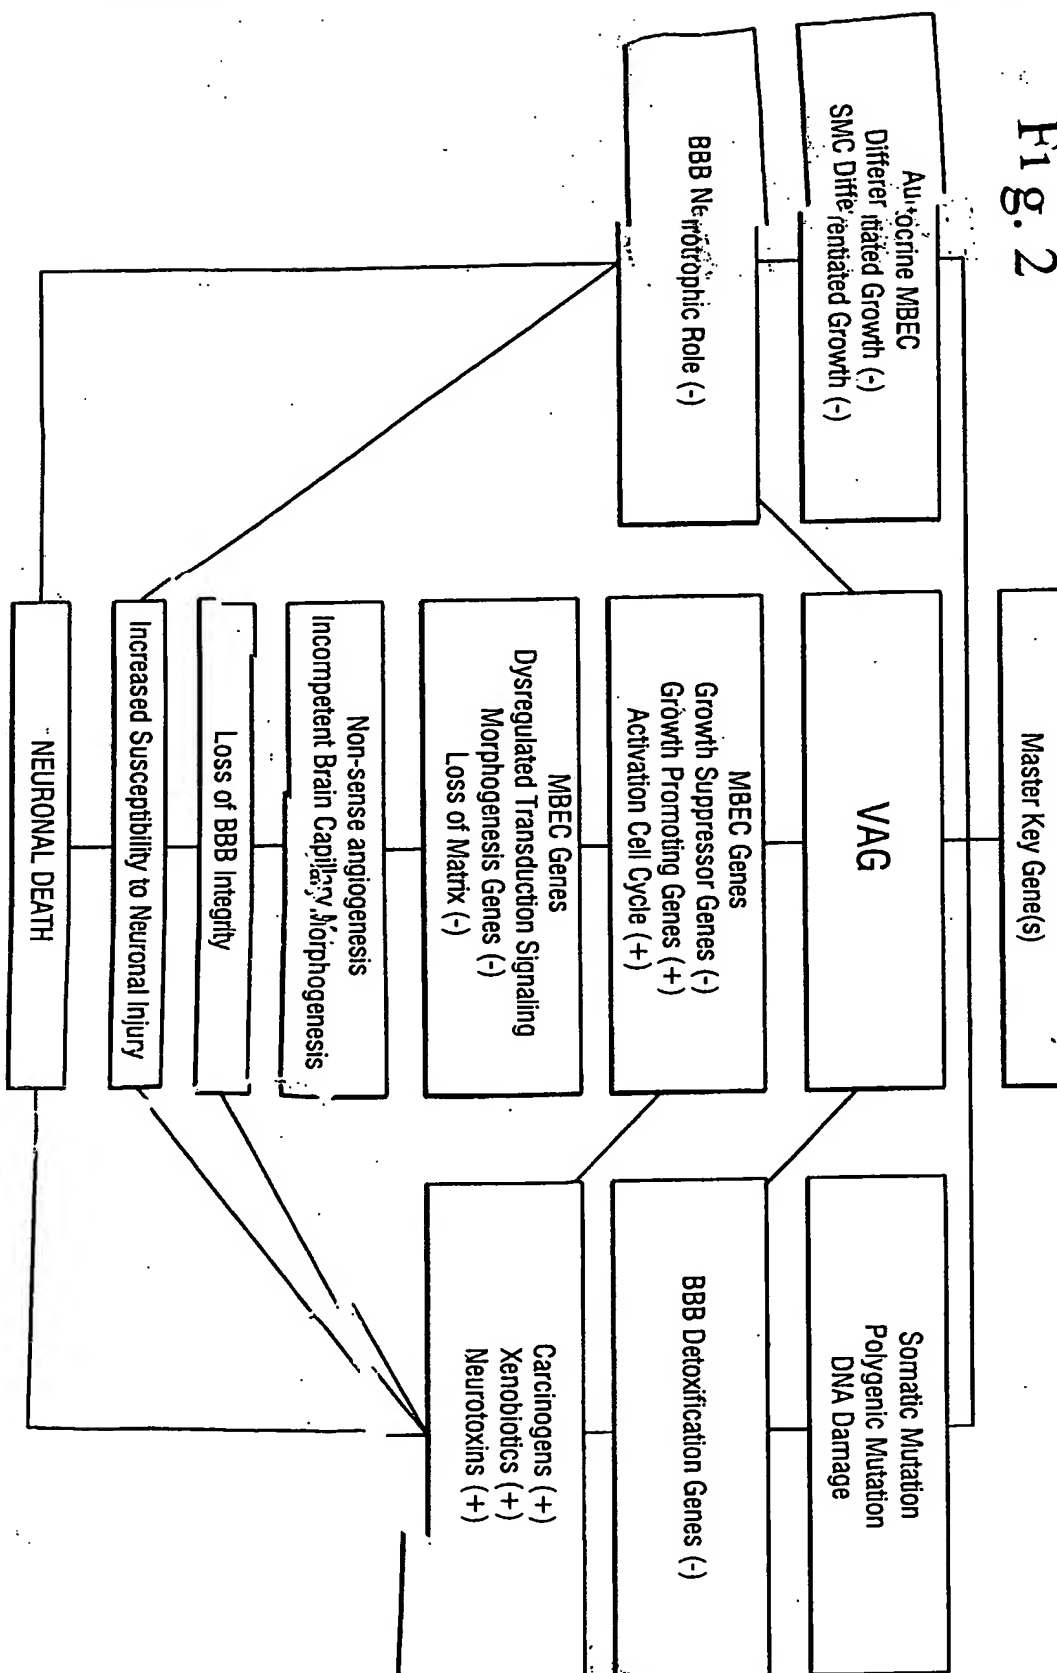 Fig. 2
Master Key Gene(s)
Autocrine MBEC
Differentiated Growth (-)
SMC Differentiated Growth (-)
VAG
Somatic Mutation
Polygenic Mutation
DNA Damage
BBB Neurotrophic Role (-)
MBEC Genes
Growth Suppressor Genes (-)
Growth Promoting Genes (+)
Activation Cell Cycle (+)
BBB Detoxification Genes (-)
MBEC Genes
Dysregulated Transduction Signaling
Morphogenesis Genes (-)
Loss of Matrix (-)
Carcinogens (+)
Xenobiotics (+)
Neurotoxins (+)
Non-sense angiogenesis
Incompetent Brain Capillary Morphogenesis
Loss of BBB Integrity
Increased Susceptibility to Neuronal Injury
NEURONAL DEATH